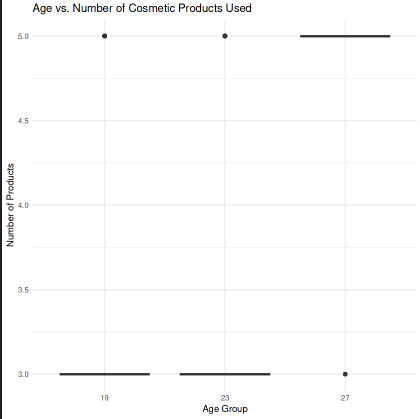 Age vs. Number of Cosmetic Products Used
5.0
4.5
4.0
3.5
3.0
Number of Products
19 23 27
Age Group